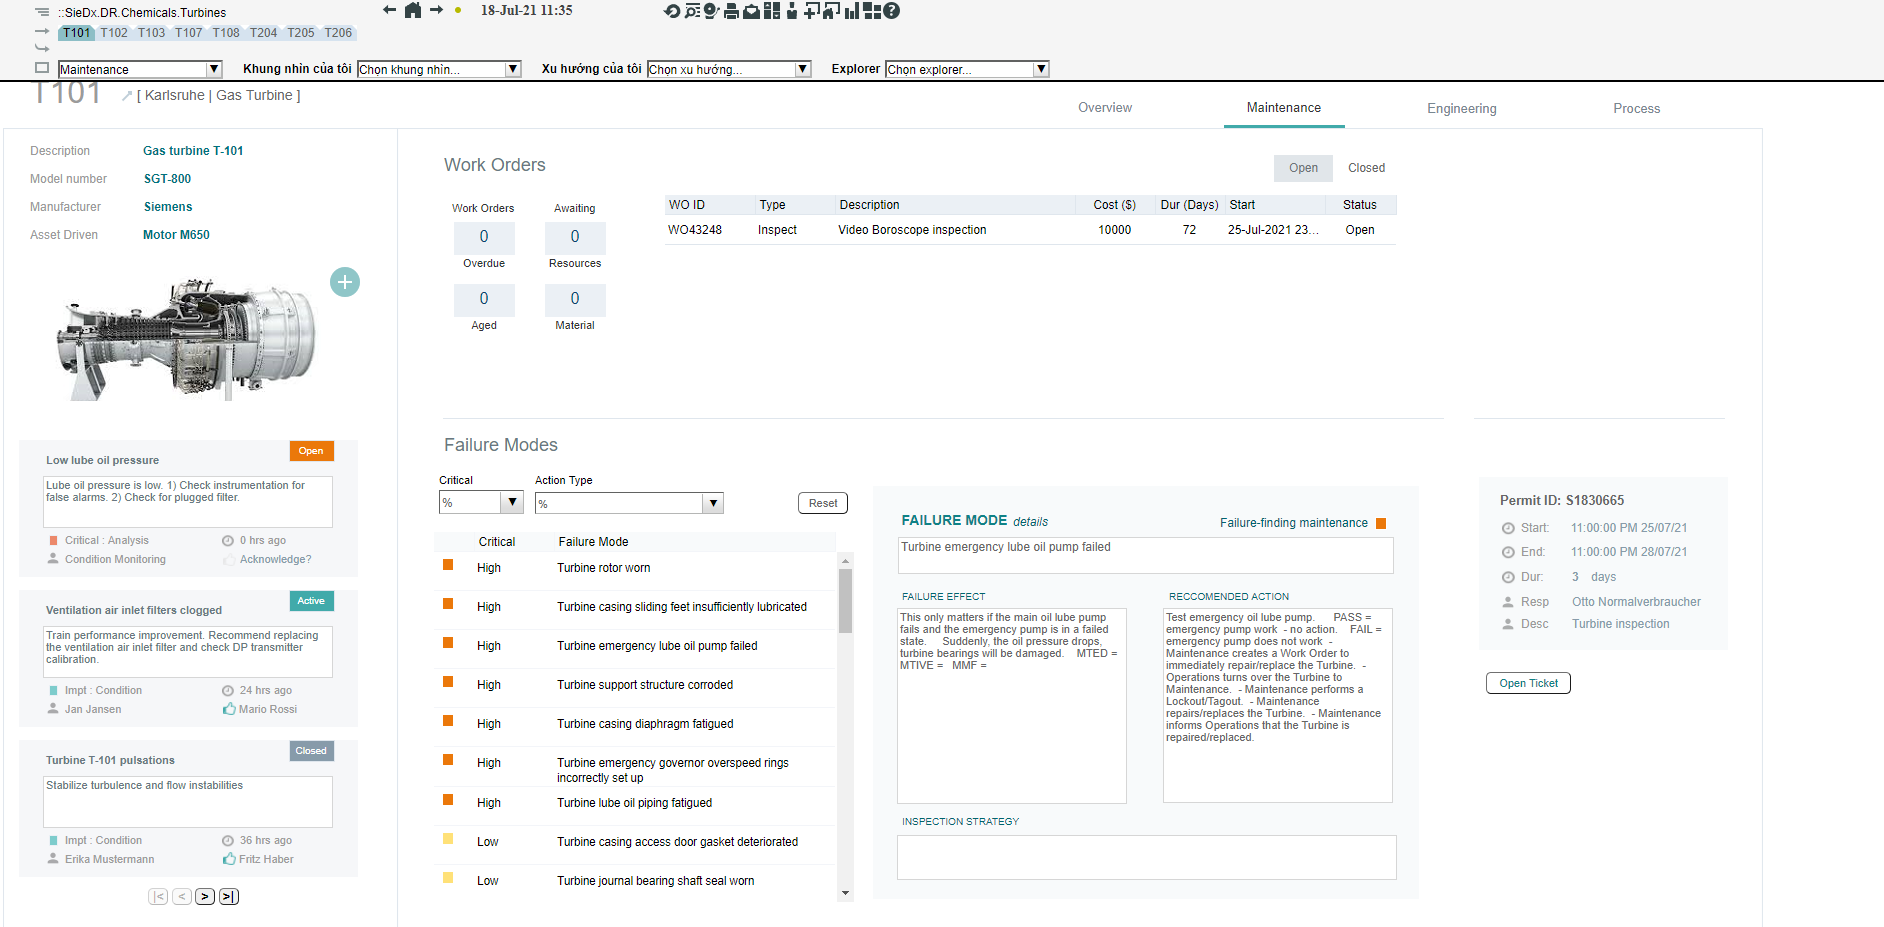 ::SieDx.DR.Chemicals.Turbines
18-Jul-21 11:35
T101 T102 T103 T107 T108 T204 T205 T206
Maintenance
Khung nhìn của tôi
Chọn khung nhìn...
Xu hướng của tôi
Chọn xu hướng...
Explorer
Chọn explorer...
T101
[ Karlsruhe | Gas Turbine ]
Overview
Maintenance
Engineering
Process
Description Gas turbine T-101
Model number SGT-800
Manufacturer Siemens
Asset Driven Motor M650
Open
Low lube oil pressure
Lube oil pressure is low. 1) Check instrumentation for
false alarms. 2) Check for plugged filter.
Critical : Analysis 0 hrs ago
Condition Monitoring Acknowledge?
Active
Ventilation air inlet filters clogged
Train performance improvement. Recommend replacing
the ventilation air inlet filter and check DP transmitter
calibration.
Impt : Condition 24 hrs ago
Jan Jansen Mario Rossi
Closed
Turbine T-101 pulsations
Stabilize turbulence and flow instabilities
Impt : Condition 36 hrs ago
Erika Mustermann Fritz Haber
|< < > >|
Work Orders
Open Closed
Work Orders Awaiting
0 0
Overdue Resources
0 0
Aged Material
WO ID Type Description Cost ($) Dur (Days) Start Status
WO43248 Inspect Video Boroscope inspection 10000 72 25-Jul-2021 23... Open
Failure Modes
Critical Action Type
% %
Reset
Critical Failure Mode
High Turbine rotor worn
High Turbine casing sliding feet insufficiently lubricated
High Turbine emergency lube oil pump failed
High Turbine support structure corroded
High Turbine casing diaphragm fatigued
High Turbine emergency governor overspeed rings
incorrectly set up
High Turbine lube oil piping fatigued
Low Turbine casing access door gasket deteriorated
Low Turbine journal bearing shaft seal worn
FAILURE MODE details
Failure-finding maintenance
Turbine emergency lube oil pump failed
FAILURE EFFECT
This only matters if the main oil lube pump
fails and the emergency pump is in a failed
state. Suddenly, the oil pressure drops,
turbine bearings will be damaged. MTED =
MTIVE = MMF =
RECCOMENDED ACTION
Test emergency oil lube pump. PASS =
emergency pump work - no action. FAIL =
emergency pump does not work -
Maintenance creates a Work Order to
immediately repair/replace the Turbine. -
Operations turns over the Turbine to
Maintenance. - Maintenance performs a
Lockout/Tagout. - Maintenance
repairs/replaces the Turbine. - Maintenance
informs Operations that the Turbine is
repaired/replaced.
INSPECTION STRATEGY
Permit ID: S1830665
Start: 11:00:00 PM 25/07/21
End: 11:00:00 PM 28/07/21
Dur: 3 days
Resp Otto Normalverbraucher
Desc Turbine inspection
Open Ticket